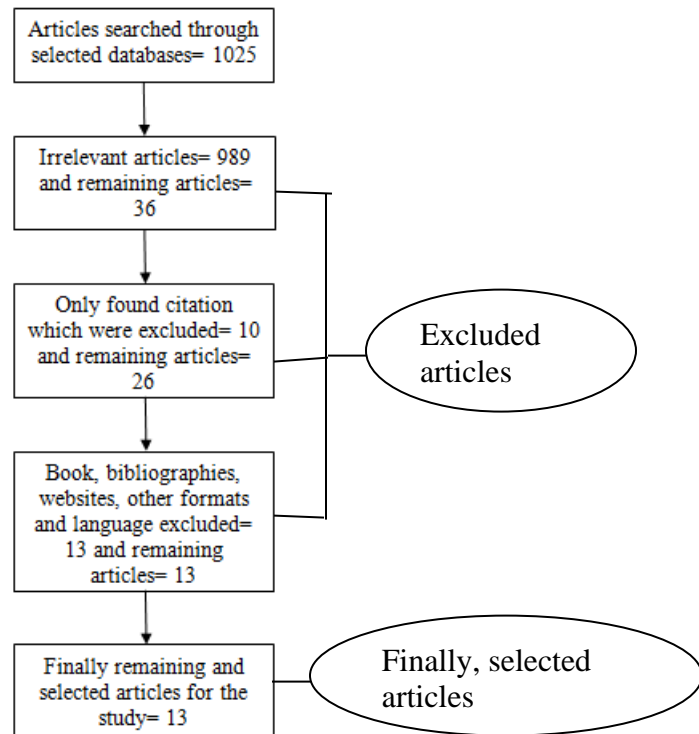 Articles searched through
selected databases= 1025
Irrelevant articles= 989
and remaining articles=
36
Only found citation
which were excluded= 10
and remaining articles=
26
Excluded
articles
Book, bibliographies,
websites, other formats
and language excluded=
13 and remaining
articles= 13
Finally remaining and
selected articles for the
study= 13
Finally, selected
articles